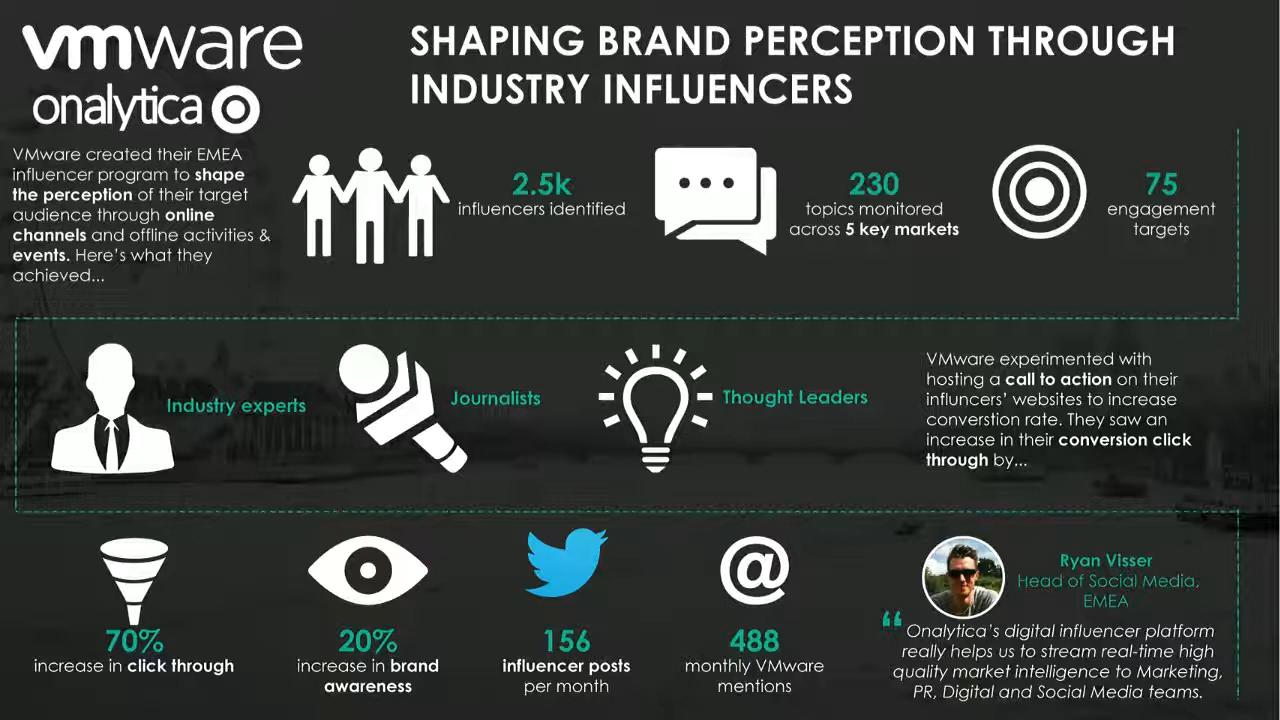 vmware
onalytica
SHAPING BRAND PERCEPTION THROUGH
INDUSTRY INFLUENCERS
VMware created their EMEA
influencer program to shape
the perception of their target
audience through online
channels and offline activities &
events. Here's what they
achieved...
2.5k
influencers identified
230
topics monitored
across 5 key markets
75
engagement
targets
Industry experts
Journalists
Thought Leaders
VMware experimented with
hosting a call to action on their
influncers' websites to increase
converstion rate. They saw an
increase in their conversion click
through by...
70%
increase in click through
20%
increase in brand
awareness
156
influencer posts
per month
@
488
monthly VMware
mentions
Ryan Visser
Head of Social Media,
EMEA
“ Onalytica's digital influencer platform
really helps us to stream real-time high
quality market intelligence to Marketing,
PR, Digital and Social Media teams.